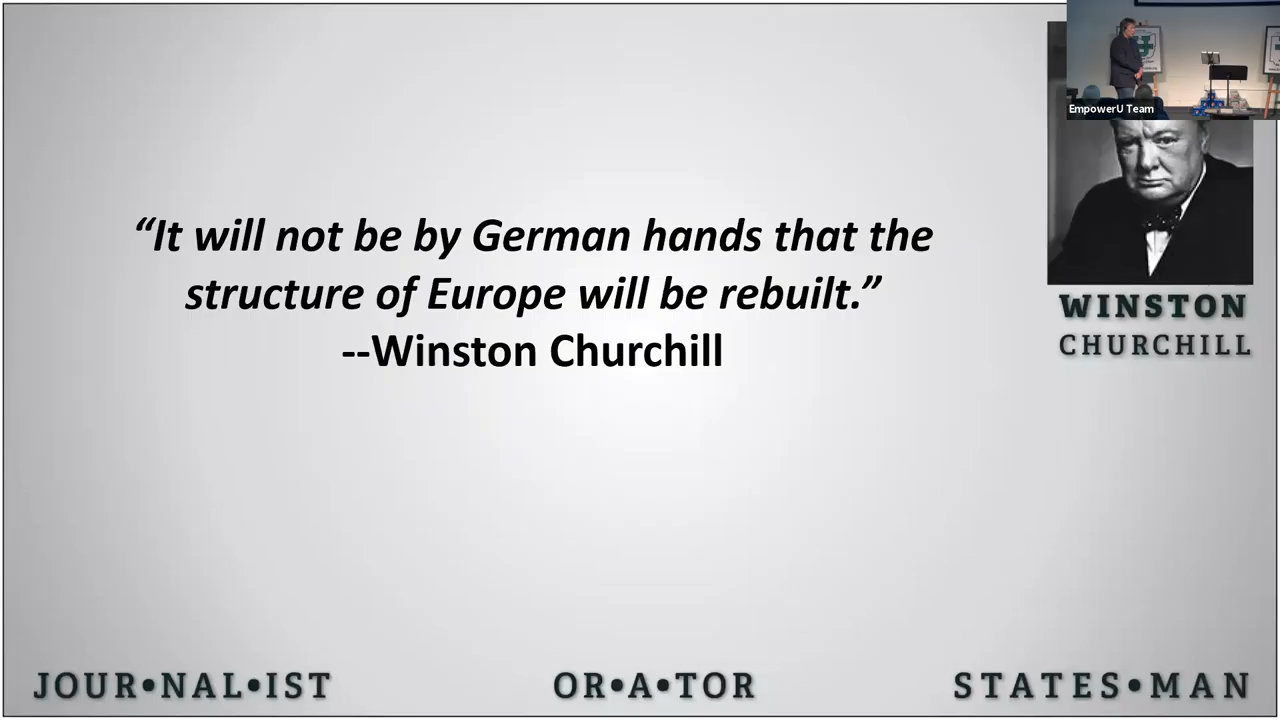 “It will not be by German hands that the
structure of Europe will be rebuilt.”
--Winston Churchill
EmpowerU Team
WINSTON
CHURCHILL
JOUR•NAL•IST
OR•A•TOR
STATES•MAN